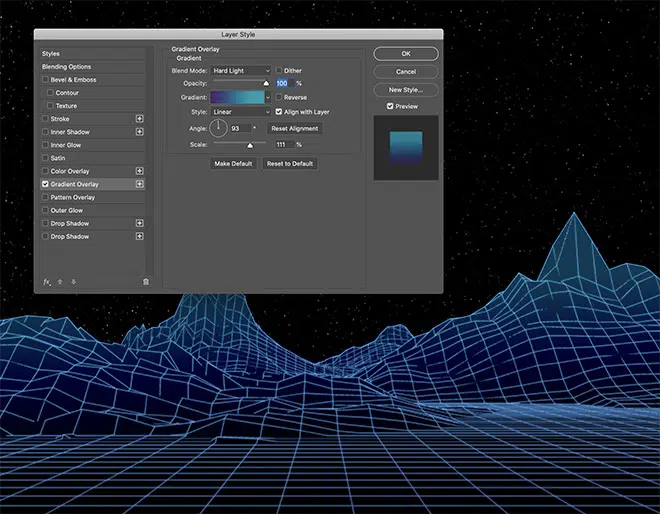 Layer Style
Styles
Blending Options
Bevel & Emboss
Contour
Texture
Stroke
Inner Shadow
Inner Glow
Satin
Color Overlay
Gradient Overlay
Pattern Overlay
Outer Glow
Drop Shadow
Drop Shadow
fx
Gradient Overlay
Gradient
Blend Mode: Hard Light Dither
Opacity: 100 %
Gradient: Reverse
Style: Linear Align with Layer
Angle: 93 ° Reset Alignment
Scale: 111 %
Make Default Reset to Default
OK
Cancel
New Style...
Preview